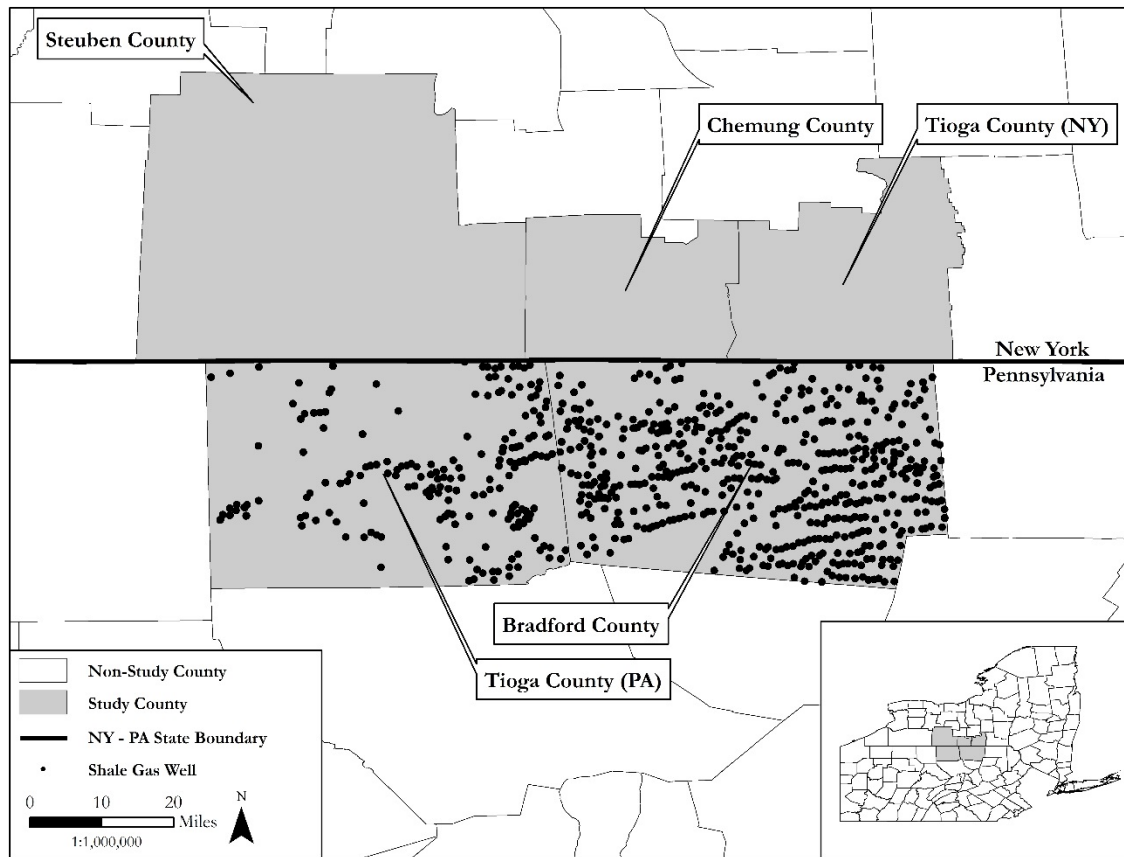 Steuben County
Chemung County
Tioga County (NY)
New York
Pennsylvania
Bradford County
Tioga County (PA)
Non-Study County
Study County
NY - PA State Boundary
Shale Gas Well
0 10 20
Miles
1:1,000,000
N